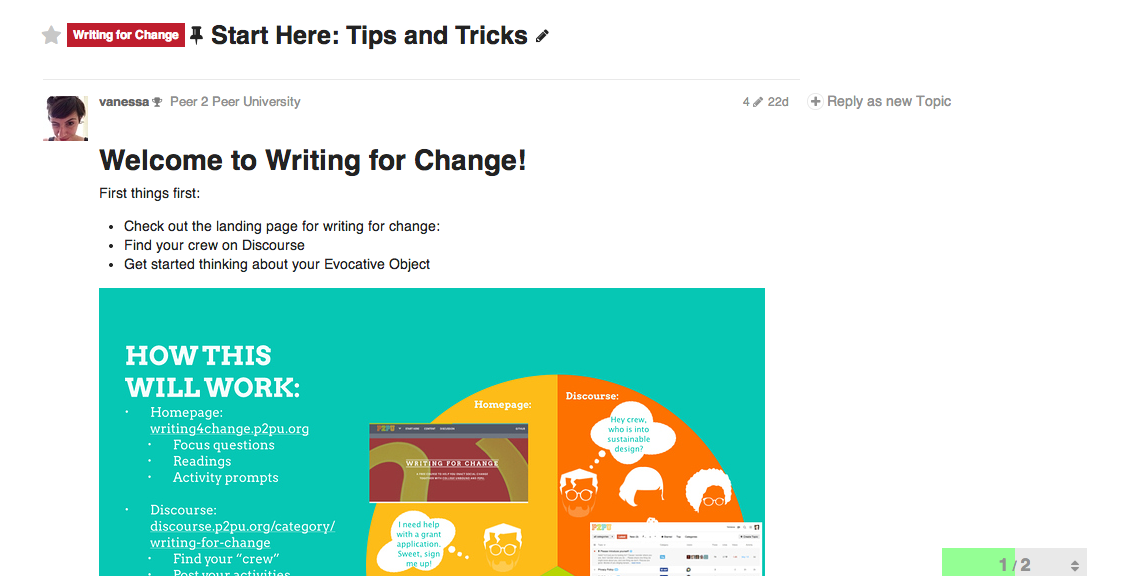 Writing for Change Start Here: Tips and Tricks
vanessa Peer 2 Peer University 4 22d Reply as new Topic
Welcome to Writing for Change!
First things first:
Check out the landing page for writing for change:
Find your crew on Discourse
Get started thinking about your Evocative Object
HOW THIS
WILL WORK:
Homepage:
writing4change.p2pu.org
Focus questions
Readings
Activity prompts
Discourse:
discourse.p2pu.org/category/
writing-for-change
Find your “crew”
Post your activities
Homepage:
P2PU
WRITING FOR CHANGE
I need help
with a grant
application.
Sweet, sign
me up!
Discourse:
Hey crew,
who is into
sustainable
design?
P2PU
1 / 2